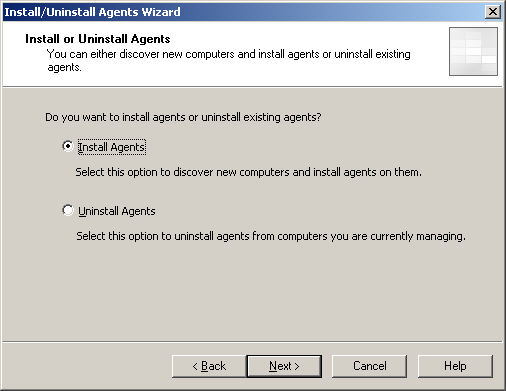 Install/Uninstall Agents Wizard
Install or Uninstall Agents
You can either discover new computers and install agents or uninstall existing
agents.
Do you want to install agents or uninstall existing agents?
Install Agents
Select this option to discover new computers and install agents on them.
Uninstall Agents
Select this option to uninstall agents from computers you are currently managing.
< Back Next > Cancel Help